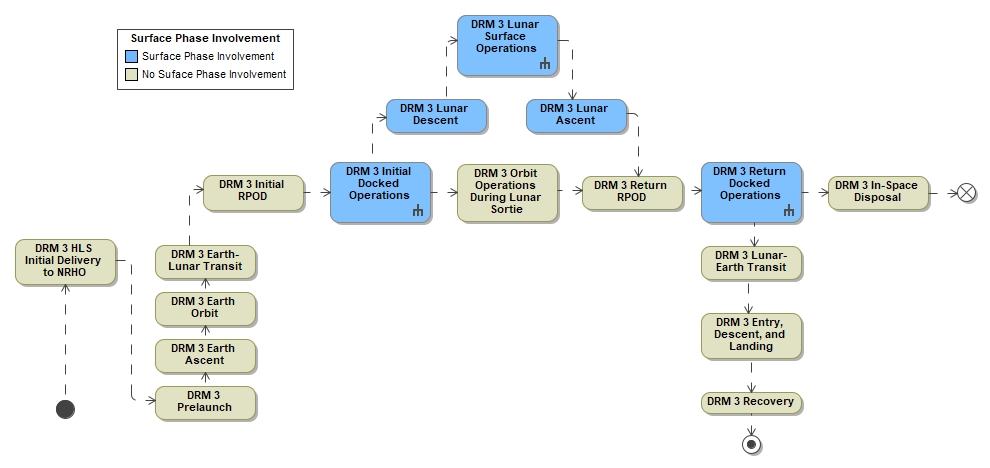 Surface Phase Involvement
Surface Phase Involvement
No Suface Phase Involvement
DRM 3 Lunar
Surface
Operations
DRM 3 Lunar
Descent
DRM 3 Lunar
Ascent
DRM 3 Initial
RPOD
DRM 3 Initial
Docked
Operations
DRM 3 Orbit
Operations
During Lunar
Sortie
DRM 3 Return
RPOD
DRM 3 Return
Docked
Operations
DRM 3 In-Space
Disposal
DRM 3 HLS
Initial Delivery
to NRHO
DRM 3 Earth-
Lunar Transit
DRM 3 Earth
Orbit
DRM 3 Earth
Ascent
DRM 3
Prelaunch
DRM 3 Lunar-
Earth Transit
DRM 3 Entry,
Descent, and
Landing
DRM 3 Recovery